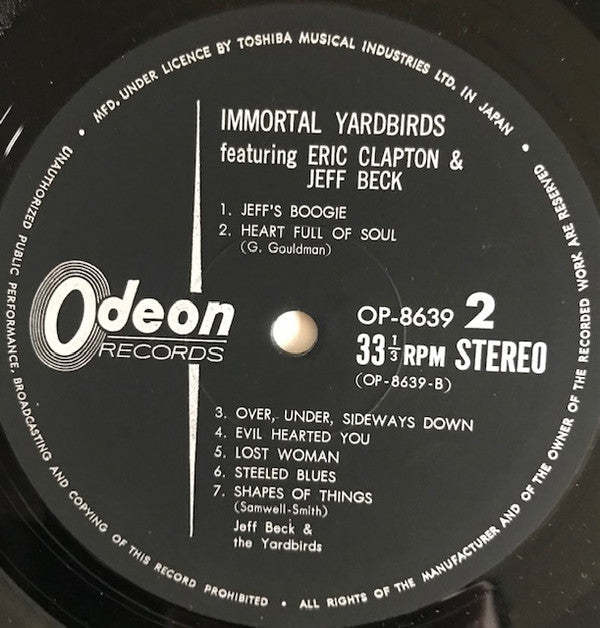 MFD. UNDER LICENCE BY TOSHIBA MUSICAL INDUSTRIES LTD. IN JAPAN •
IMMORTAL YARDBIRDS
featuring ERIC CLAPTON &
JEFF BECK
1. JEFF'S BOOGIE
2. HEART FULL OF SOUL
(G. Gouldman)
Odeon
RECORDS
OP-8639 2
33 1/3 RPM STEREO
(OP-8639-B)
3. OVER, UNDER, SIDEWAYS DOWN
4. EVIL HEARTED YOU
5. LOST WOMAN
6. STEELED BLUES
7. SHAPES OF THINGS
(Samwell-Smith)
Jeff Beck &
the Yardbirds
ALL RIGHTS OF THE MANUFACTURER AND OF THE OWNER OF THE RECORDED WORK ARE RESERVED •
UNAUTHORIZED PUBLIC PERFORMANCE, BROADCASTING AND COPYING OF THIS RECORD PROHIBITED •